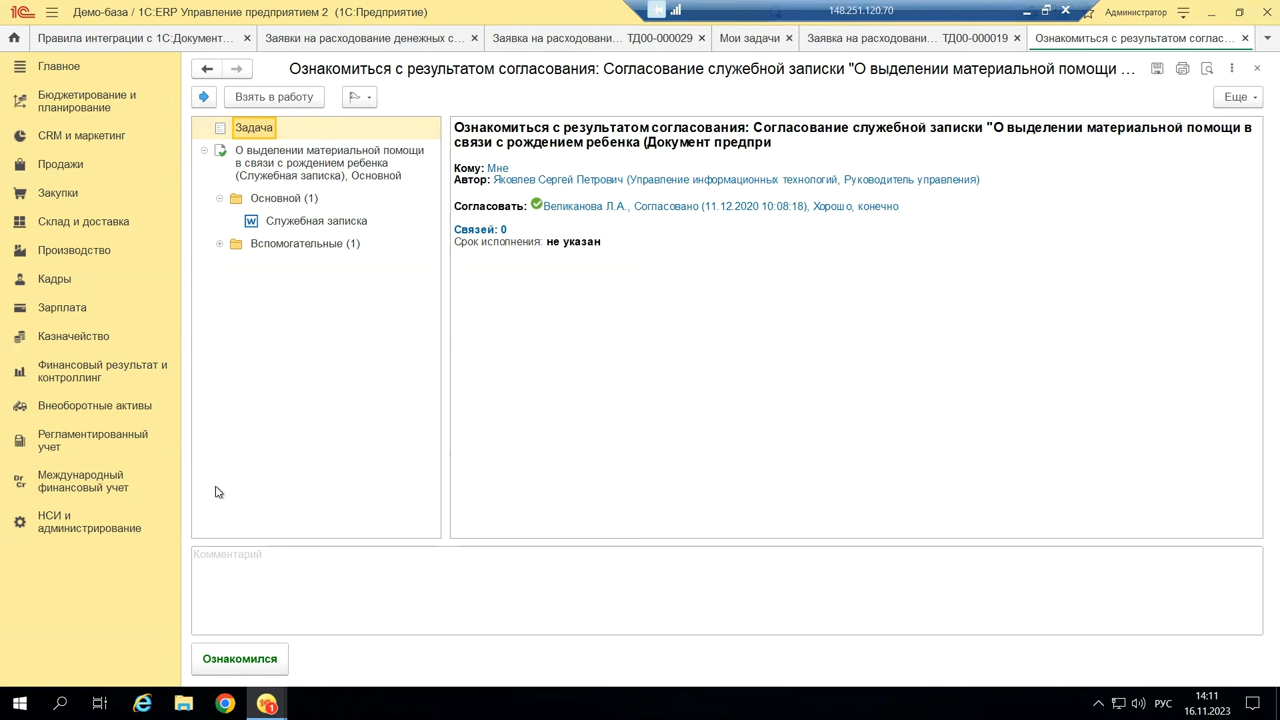 Демо-база / 1С:ERP Управление предприятием 2 (1С:Предприятие)
148.251.120.70
Администратор
Правила интеграции с 1С:Документ...
Заявки на расходование денежных с...
Заявка на расходовани... ТД00-000029
Мои задачи
Заявка на расходовани... ТД00-000019
Ознакомиться с результатом соглас...
Главное
Бюджетирование и
планирование
CRM и маркетинг
Продажи
Закупки
Склад и доставка
Производство
Кадры
Зарплата
Казначейство
Финансовый результат и
контроллинг
Внеоборотные активы
Регламентированный
учет
Международный
финансовый учет
НСИ и
администрирование
Ознакомиться с результатом согласования: Согласование служебной записки "О выделении материальной помощи ...
Взять в работу
Еще
Задача
О выделении материальной помощи
в связи с рождением ребенка
(Служебная записка), Основной
Основной (1)
Служебная записка
Вспомогательные (1)
Ознакомиться с результатом согласования: Согласование служебной записки "О выделении материальной помощи в
связи с рождением ребенка (Документ предпри
Кому: Мне
Автор: Яковлев Сергей Петрович (Управление информационных технологий, Руководитель управления)
Согласовать: Великанова Л.А., Согласовано (11.12.2020 10:08:18), Хорошо, конечно
Связей: 0
Срок исполнения: не указан
Комментарий
Ознакомился
РУС
14:11
16.11.2023